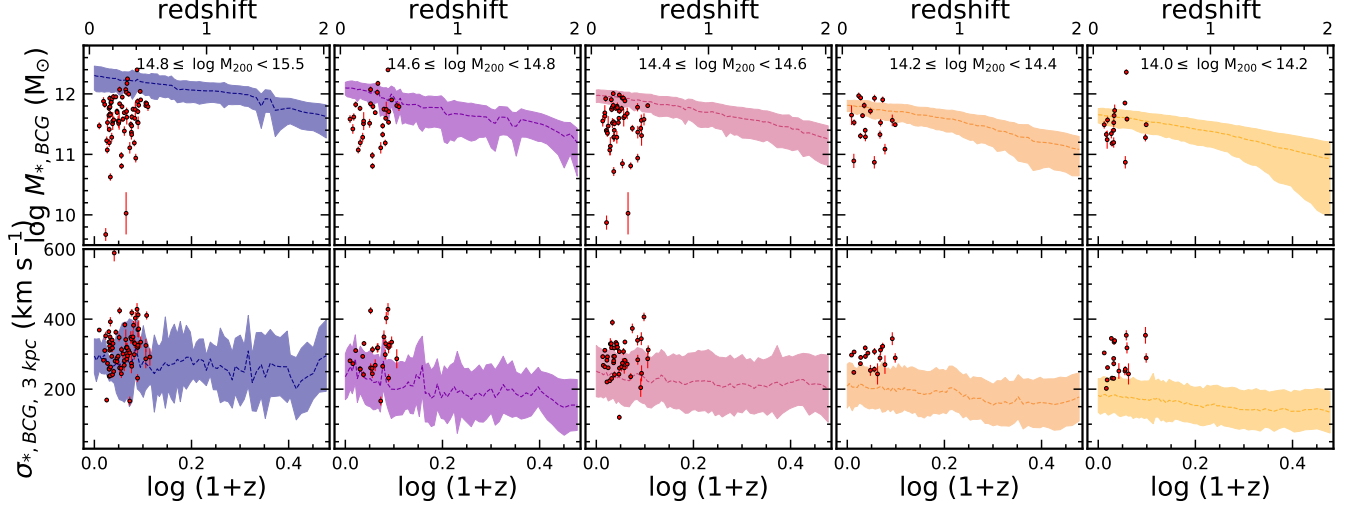 redshift redshift redshift redshift redshift
0 1 2 0 1 2 0 1 2 0 1 2 0 1 2
14.8 ≤ log M₂₀₀ < 15.5 14.6 ≤ log M₂₀₀ < 14.8 14.4 ≤ log M₂₀₀ < 14.6 14.2 ≤ log M₂₀₀ < 14.4 14.0 ≤ log M₂₀₀ < 14.2
log M*, BCG (M⊙)
12
11
10
σ*, BCG, 3 kpc (km s⁻¹)
600
400
200
0.0 0.2 0.4 0.0 0.2 0.4 0.0 0.2 0.4 0.0 0.2 0.4 0.0 0.2 0.4
log (1+z) log (1+z) log (1+z) log (1+z) log (1+z)